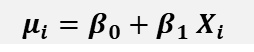 μᵢ = β₀ + β₁ Xᵢ